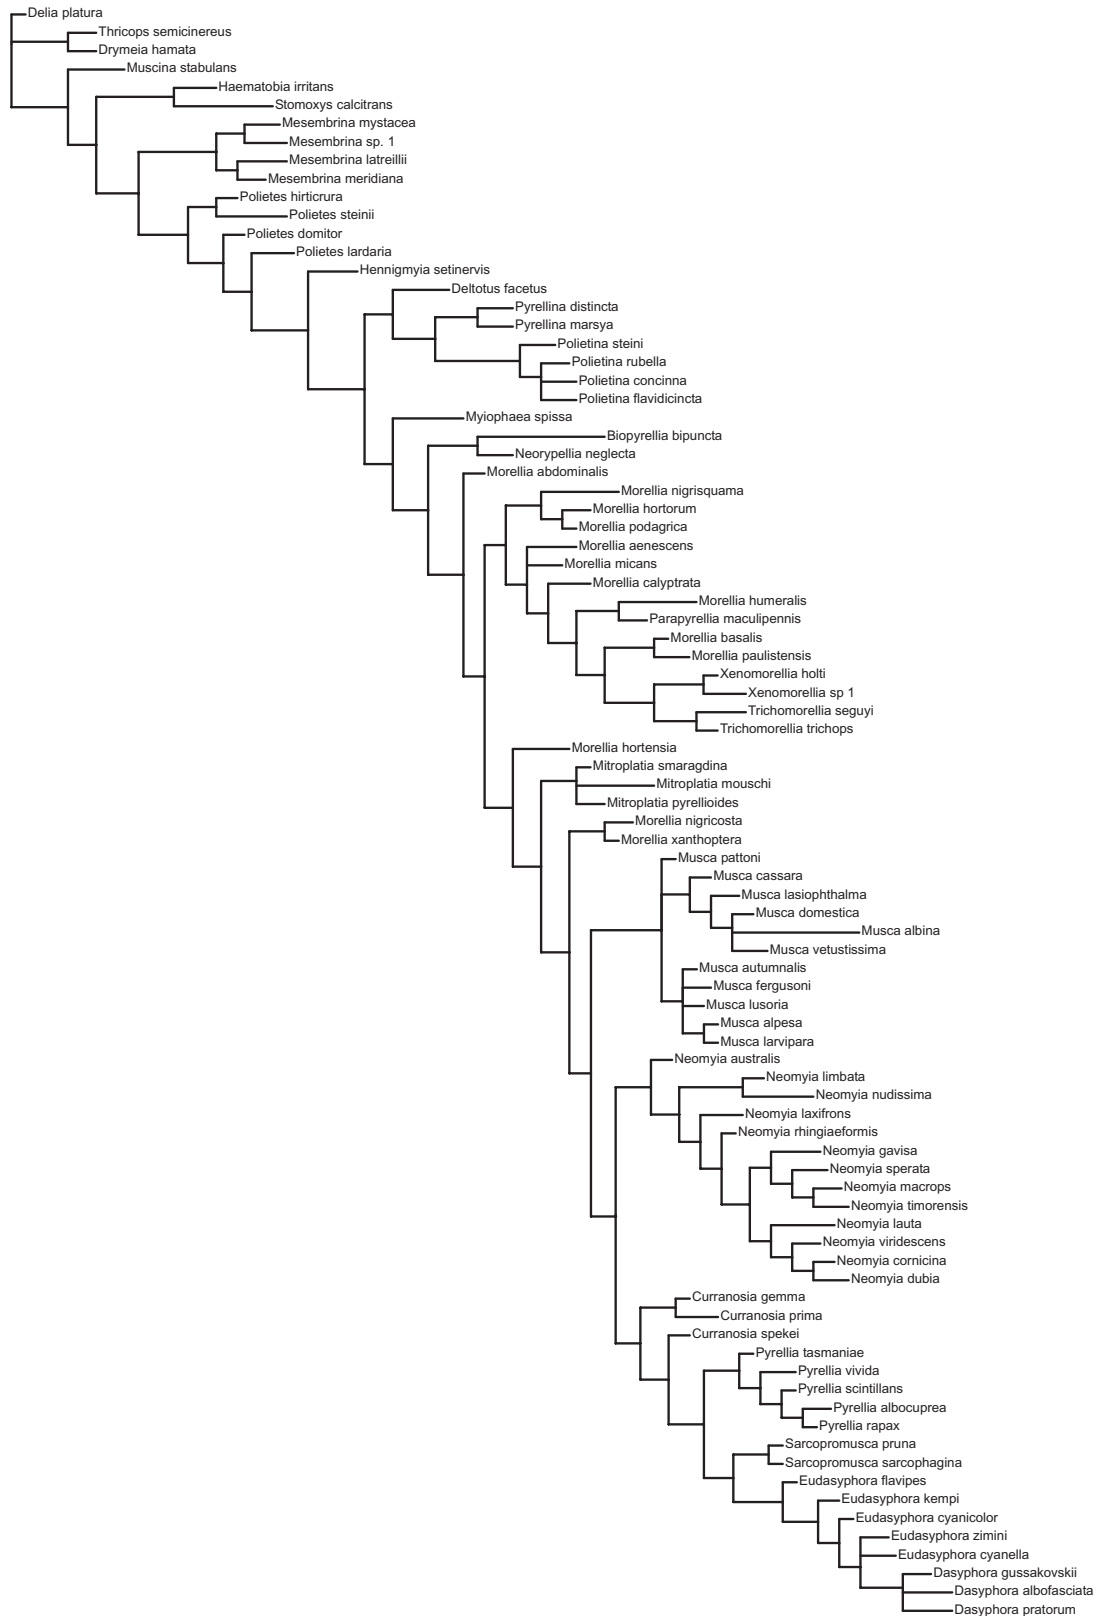 Delia platura
Thricops semicinereus
Drymeia hamata
Muscina stabulans
Haematobia irritans
Stomoxys calcitrans
Mesembrina mystacea
Mesembrina sp. 1
Mesembrina latreillii
Mesembrina meridiana
Polietes hirticrura
Polietes steinii
Polietes domitor
Polietes lardaria
Hennigmyia setinervis
Deltotus facetus
Pyrellina distincta
Pyrellina marsya
Polietina steini
Polietina rubella
Polietina concinna
Polietina flavidicincta
Myiophaea spissa
Biopyrellia bipuncta
Neorypellia neglecta
Morellia abdominalis
Morellia nigrisquama
Morellia hortorum
Morellia podagrica
Morellia aenescens
Morellia micans
Morellia calyptrata
Morellia humeralis
Parapyrellia maculipennis
Morellia basalis
Morellia paulistensis
Xenomorellia holti
Xenomorellia sp 1
Trichomorellia seguyi
Trichomorellia trichops
Morellia hortensia
Mitroplatia smaragdina
Mitroplatia mouschi
Mitroplatia pyrellioides
Morellia nigricosta
Morellia xanthoptera
Musca pattoni
Musca cassara
Musca lasiophthalma
Musca domestica
Musca albina
Musca vetustissima
Musca autumnalis
Musca fergusoni
Musca lusoria
Musca alpesa
Musca larvipara
Neomyia australis
Neomyia limbata
Neomyia nudissima
Neomyia laxifrons
Neomyia rhingiaeformis
Neomyia gavisa
Neomyia sperata
Neomyia macrops
Neomyia timorensis
Neomyia lauta
Neomyia viridescens
Neomyia cornicina
Neomyia dubia
Curranosia gemma
Curranosia prima
Curranosia spekei
Pyrellia tasmaniae
Pyrellia vivida
Pyrellia scintillans
Pyrellia albocuprea
Pyrellia rapax
Sarcopromusca pruna
Sarcopromusca sarcophagina
Eudasyphora flavipes
Eudasyphora kempi
Eudasyphora cyanicolor
Eudasyphora zimini
Eudasyphora cyanella
Dasyphora gussakovskii
Dasyphora albofasciata
Dasyphora pratorum